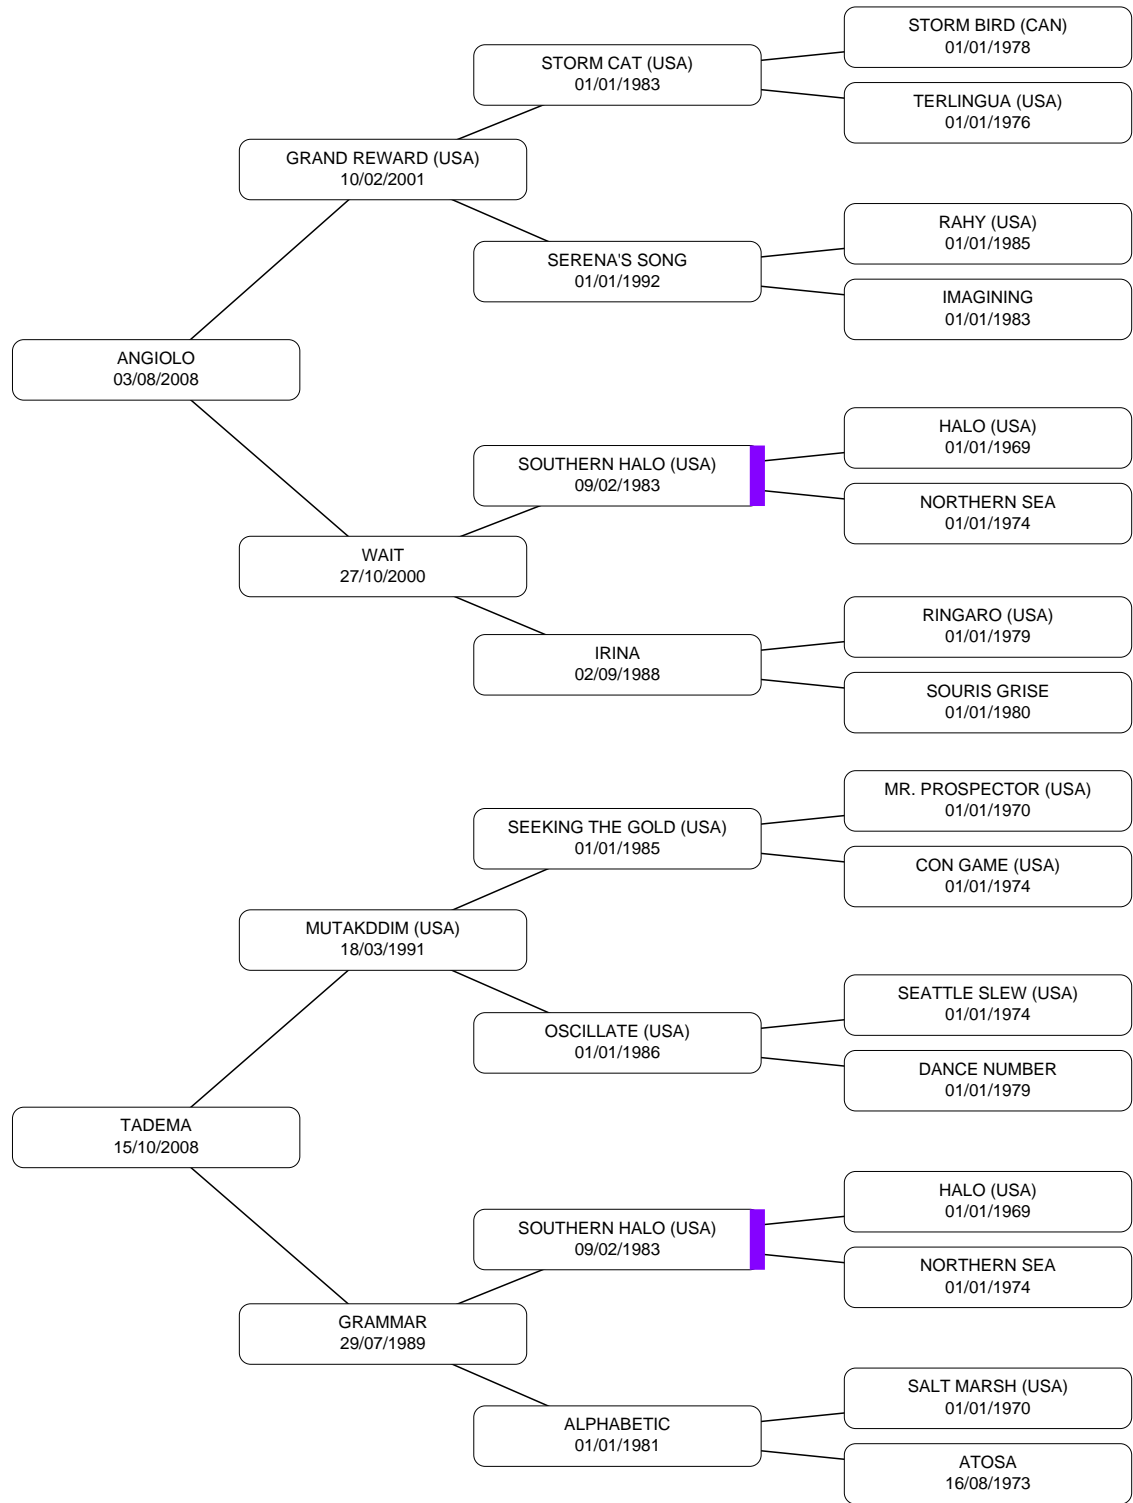 STORM BIRD (CAN)
01/01/1978
STORM CAT (USA)
01/01/1983
TERLINGUA (USA)
01/01/1976
GRAND REWARD (USA)
10/02/2001
RAHY (USA)
01/01/1985
SERENA'S SONG
01/01/1992
IMAGINING
01/01/1983
ANGIOLO
03/08/2008
HALO (USA)
01/01/1969
SOUTHERN HALO (USA)
09/02/1983
NORTHERN SEA
01/01/1974
WAIT
27/10/2000
RINGARO (USA)
01/01/1979
IRINA
02/09/1988
SOURIS GRISE
01/01/1980
MR. PROSPECTOR (USA)
01/01/1970
SEEKING THE GOLD (USA)
01/01/1985
CON GAME (USA)
01/01/1974
MUTAKDDIM (USA)
18/03/1991
SEATTLE SLEW (USA)
01/01/1974
OSCILLATE (USA)
01/01/1986
DANCE NUMBER
01/01/1979
TADEMA
15/10/2008
HALO (USA)
01/01/1969
SOUTHERN HALO (USA)
09/02/1983
NORTHERN SEA
01/01/1974
GRAMMAR
29/07/1989
SALT MARSH (USA)
01/01/1970
ALPHABETIC
01/01/1981
ATOSA
16/08/1973